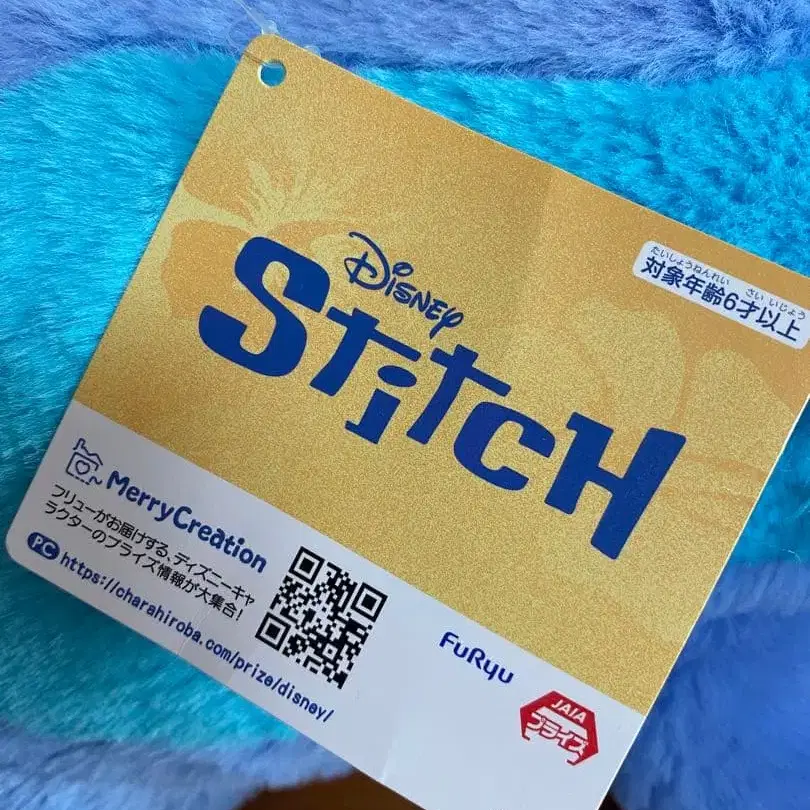 Disney
Stitch
たいしょうねんれい さい いじょう
対象年齢6才以上
MerryCreation
フリューがお届けする、ディズニーキャ
ラクターのプライズ情報が大集合!
PC https://charahiroba.com/prize/disney/
FuRyu
JAIA
プライズ